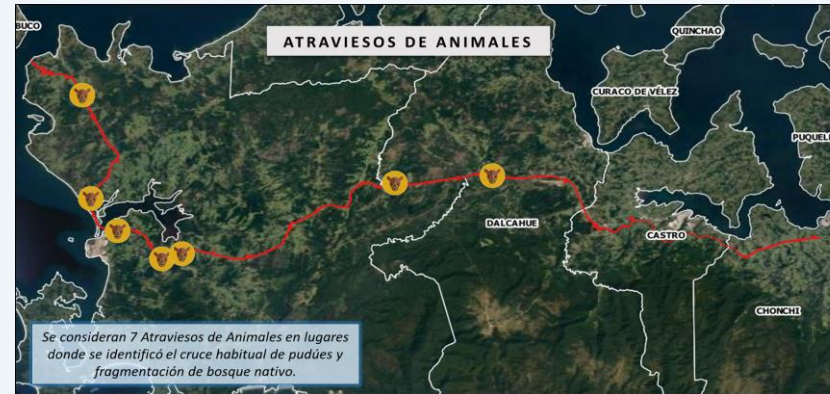 BUCO
ATRAVIESOS DE ANIMALES
QUINCHAO
CURACO DE VÉLEZ
PUQUELD
DALCAHUE
CASTRO
CHONCHI
Se consideran 7 Atraviesos de Animales en lugares
donde se identificó el cruce habitual de pudúes y
fragmentación de bosque nativo.